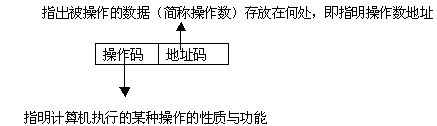 指出被操作的数据（简称操作数）存放在何处，即指明操作数地址
操作码 地址码
指明计算机执行的某种操作的性质与功能